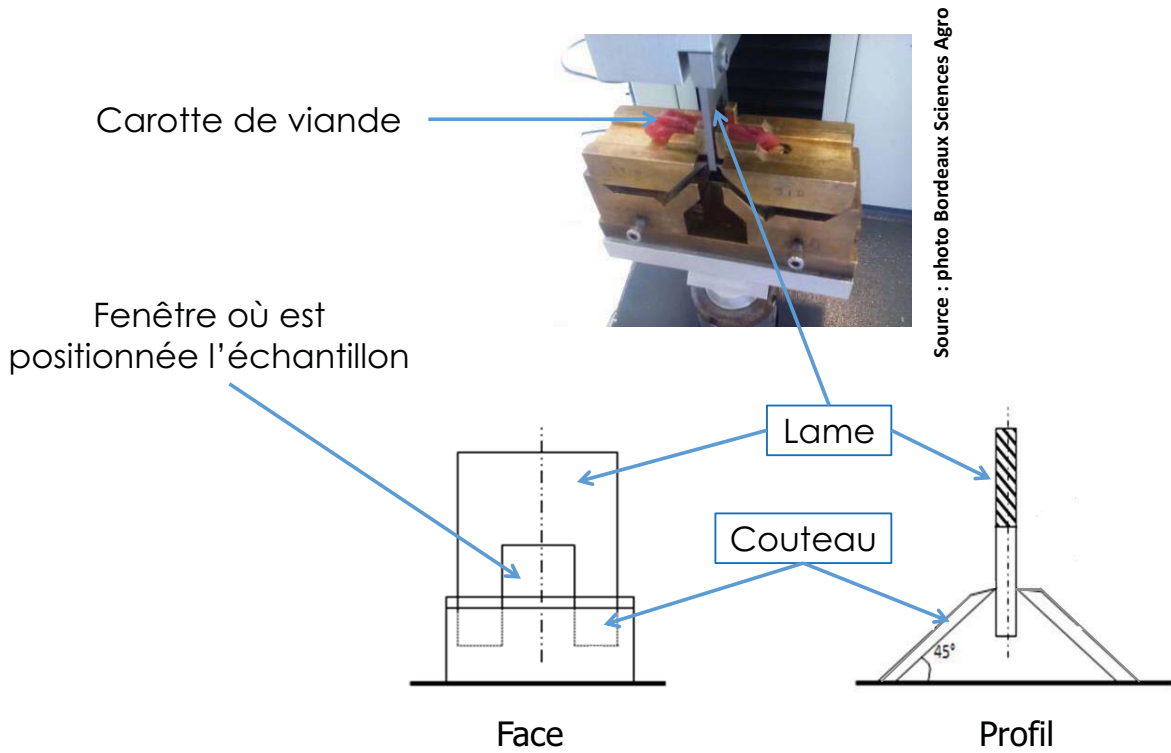 Carotte de viande
Source : photo Bordeaux Sciences Agro
Fenêtre où est
positionnée l’échantillon
Lame
Couteau
45°
Face
Profil